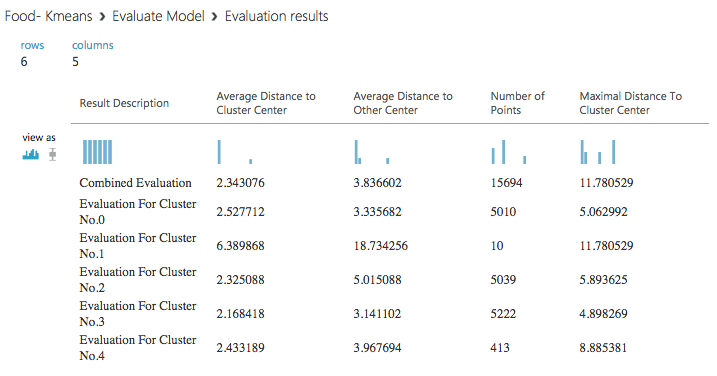 Food- Kmeans › Evaluate Model › Evaluation results
rows columns
6 5
Result Description Average Distance to Cluster Center Average Distance to Other Center Number of Points Maximal Distance To Cluster Center
view as
Combined Evaluation 2.343076 3.836602 15694 11.780529
Evaluation For Cluster No.0 2.527712 3.335682 5010 5.062992
Evaluation For Cluster No.1 6.389868 18.734256 10 11.780529
Evaluation For Cluster No.2 2.325088 5.015088 5039 5.893625
Evaluation For Cluster No.3 2.168418 3.141102 5222 4.898269
Evaluation For Cluster No.4 2.433189 3.967694 413 8.885381